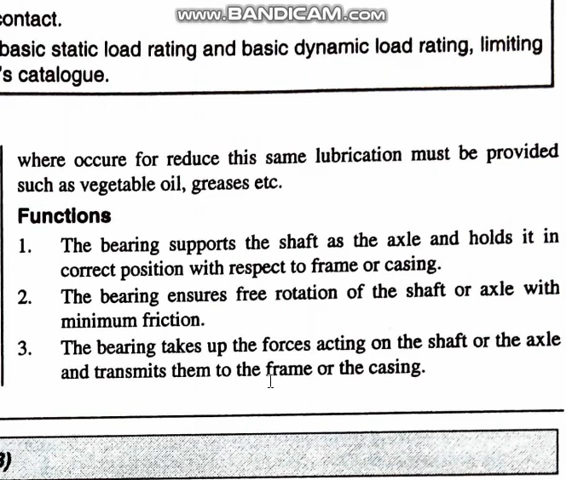 www.BANDICAM.com
contact.
basic static load rating and basic dynamic load rating, limiting
's catalogue.
where occure for reduce this same lubrication must be provided
such as vegetable oil, greases etc.
Functions
1. The bearing supports the shaft as the axle and holds it in
correct position with respect to frame or casing.
2. The bearing ensures free rotation of the shaft or axle with
minimum friction.
3. The bearing takes up the forces acting on the shaft or the axle
and transmits them to the frame or the casing.
3)